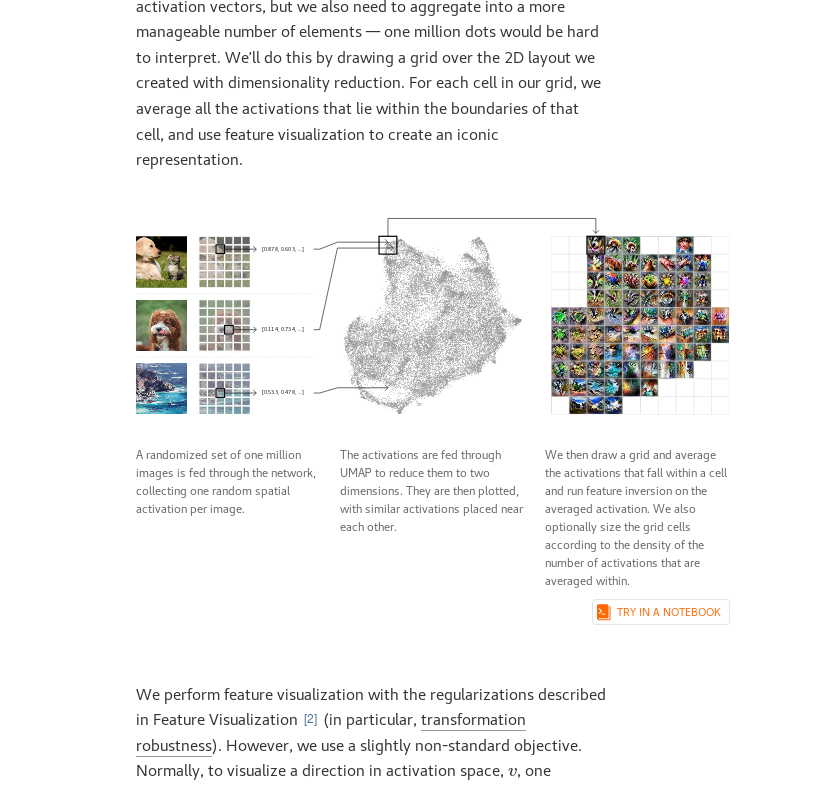 activation vectors, but we also need to aggregate into a more
manageable number of elements — one million dots would be hard
to interpret. We'll do this by drawing a grid over the 2D layout we
created with dimensionality reduction. For each cell in our grid, we
average all the activations that lie within the boundaries of that
cell, and use feature visualization to create an iconic
representation.
[0.878, 0.603, ..]
[0.114, 0.734, ..]
[0.533, 0.478, ..]
A randomized set of one million
images is fed through the network,
collecting one random spatial
activation per image.
The activations are fed through
UMAP to reduce them to two
dimensions. They are then plotted,
with similar activations placed near
each other.
We then draw a grid and average
the activations that fall within a cell
and run feature inversion on the
averaged activation. We also
optionally size the grid cells
according to the density of the
number of activations that are
averaged within.
TRY IN A NOTEBOOK
We perform feature visualization with the regularizations described
in Feature Visualization [2] (in particular, transformation
robustness). However, we use a slightly non-standard objective.
Normally, to visualize a direction in activation space, v, one